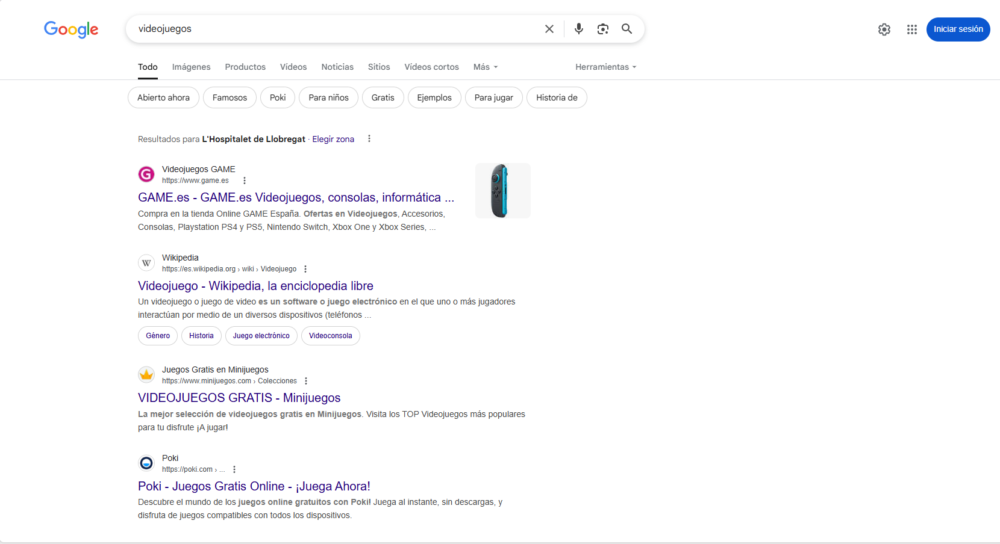 Google
videojuegos
Iniciar sesión
Todo Imágenes Productos Vídeos Noticias Sitios Vídeos cortos Más Herramientas
Abierto ahora Famosos Poki Para niños Gratis Ejemplos Para jugar Historia de
Resultados para L'Hospitalet de Llobregat · Elegir zona
G
Videojuegos GAME
https://www.game.es
GAME.es - GAME.es Videojuegos, consolas, informática ...
Compra en la tienda Online GAME España. Ofertas en Videojuegos, Accesorios,
Consolas, Playstation PS4 y PS5, Nintendo Switch, Xbox One y Xbox Series, ...
W
Wikipedia
https://es.wikipedia.org › wiki › Videojuego
Videojuego - Wikipedia, la enciclopedia libre
Un videojuego o juego de video es un software o juego electrónico en el que uno o más jugadores
interactúan por medio de un diversos dispositivos (teléfonos ...
Género Historia Juego electrónico Videoconsola
Juegos Gratis en Minijuegos
https://www.minijuegos.com › Colecciones
VIDEOJUEGOS GRATIS - Minijuegos
La mejor selección de videojuegos gratis en Minijuegos. Visita los TOP Videojuegos más populares
para tu disfrute ¡A jugar!
Poki
https://poki.com › ...
Poki - Juegos Gratis Online - ¡Juega Ahora!
Descubre el mundo de los juegos online gratuitos con Poki! Juega al instante, sin descargas, y
disfruta de juegos compatibles con todos los dispositivos.